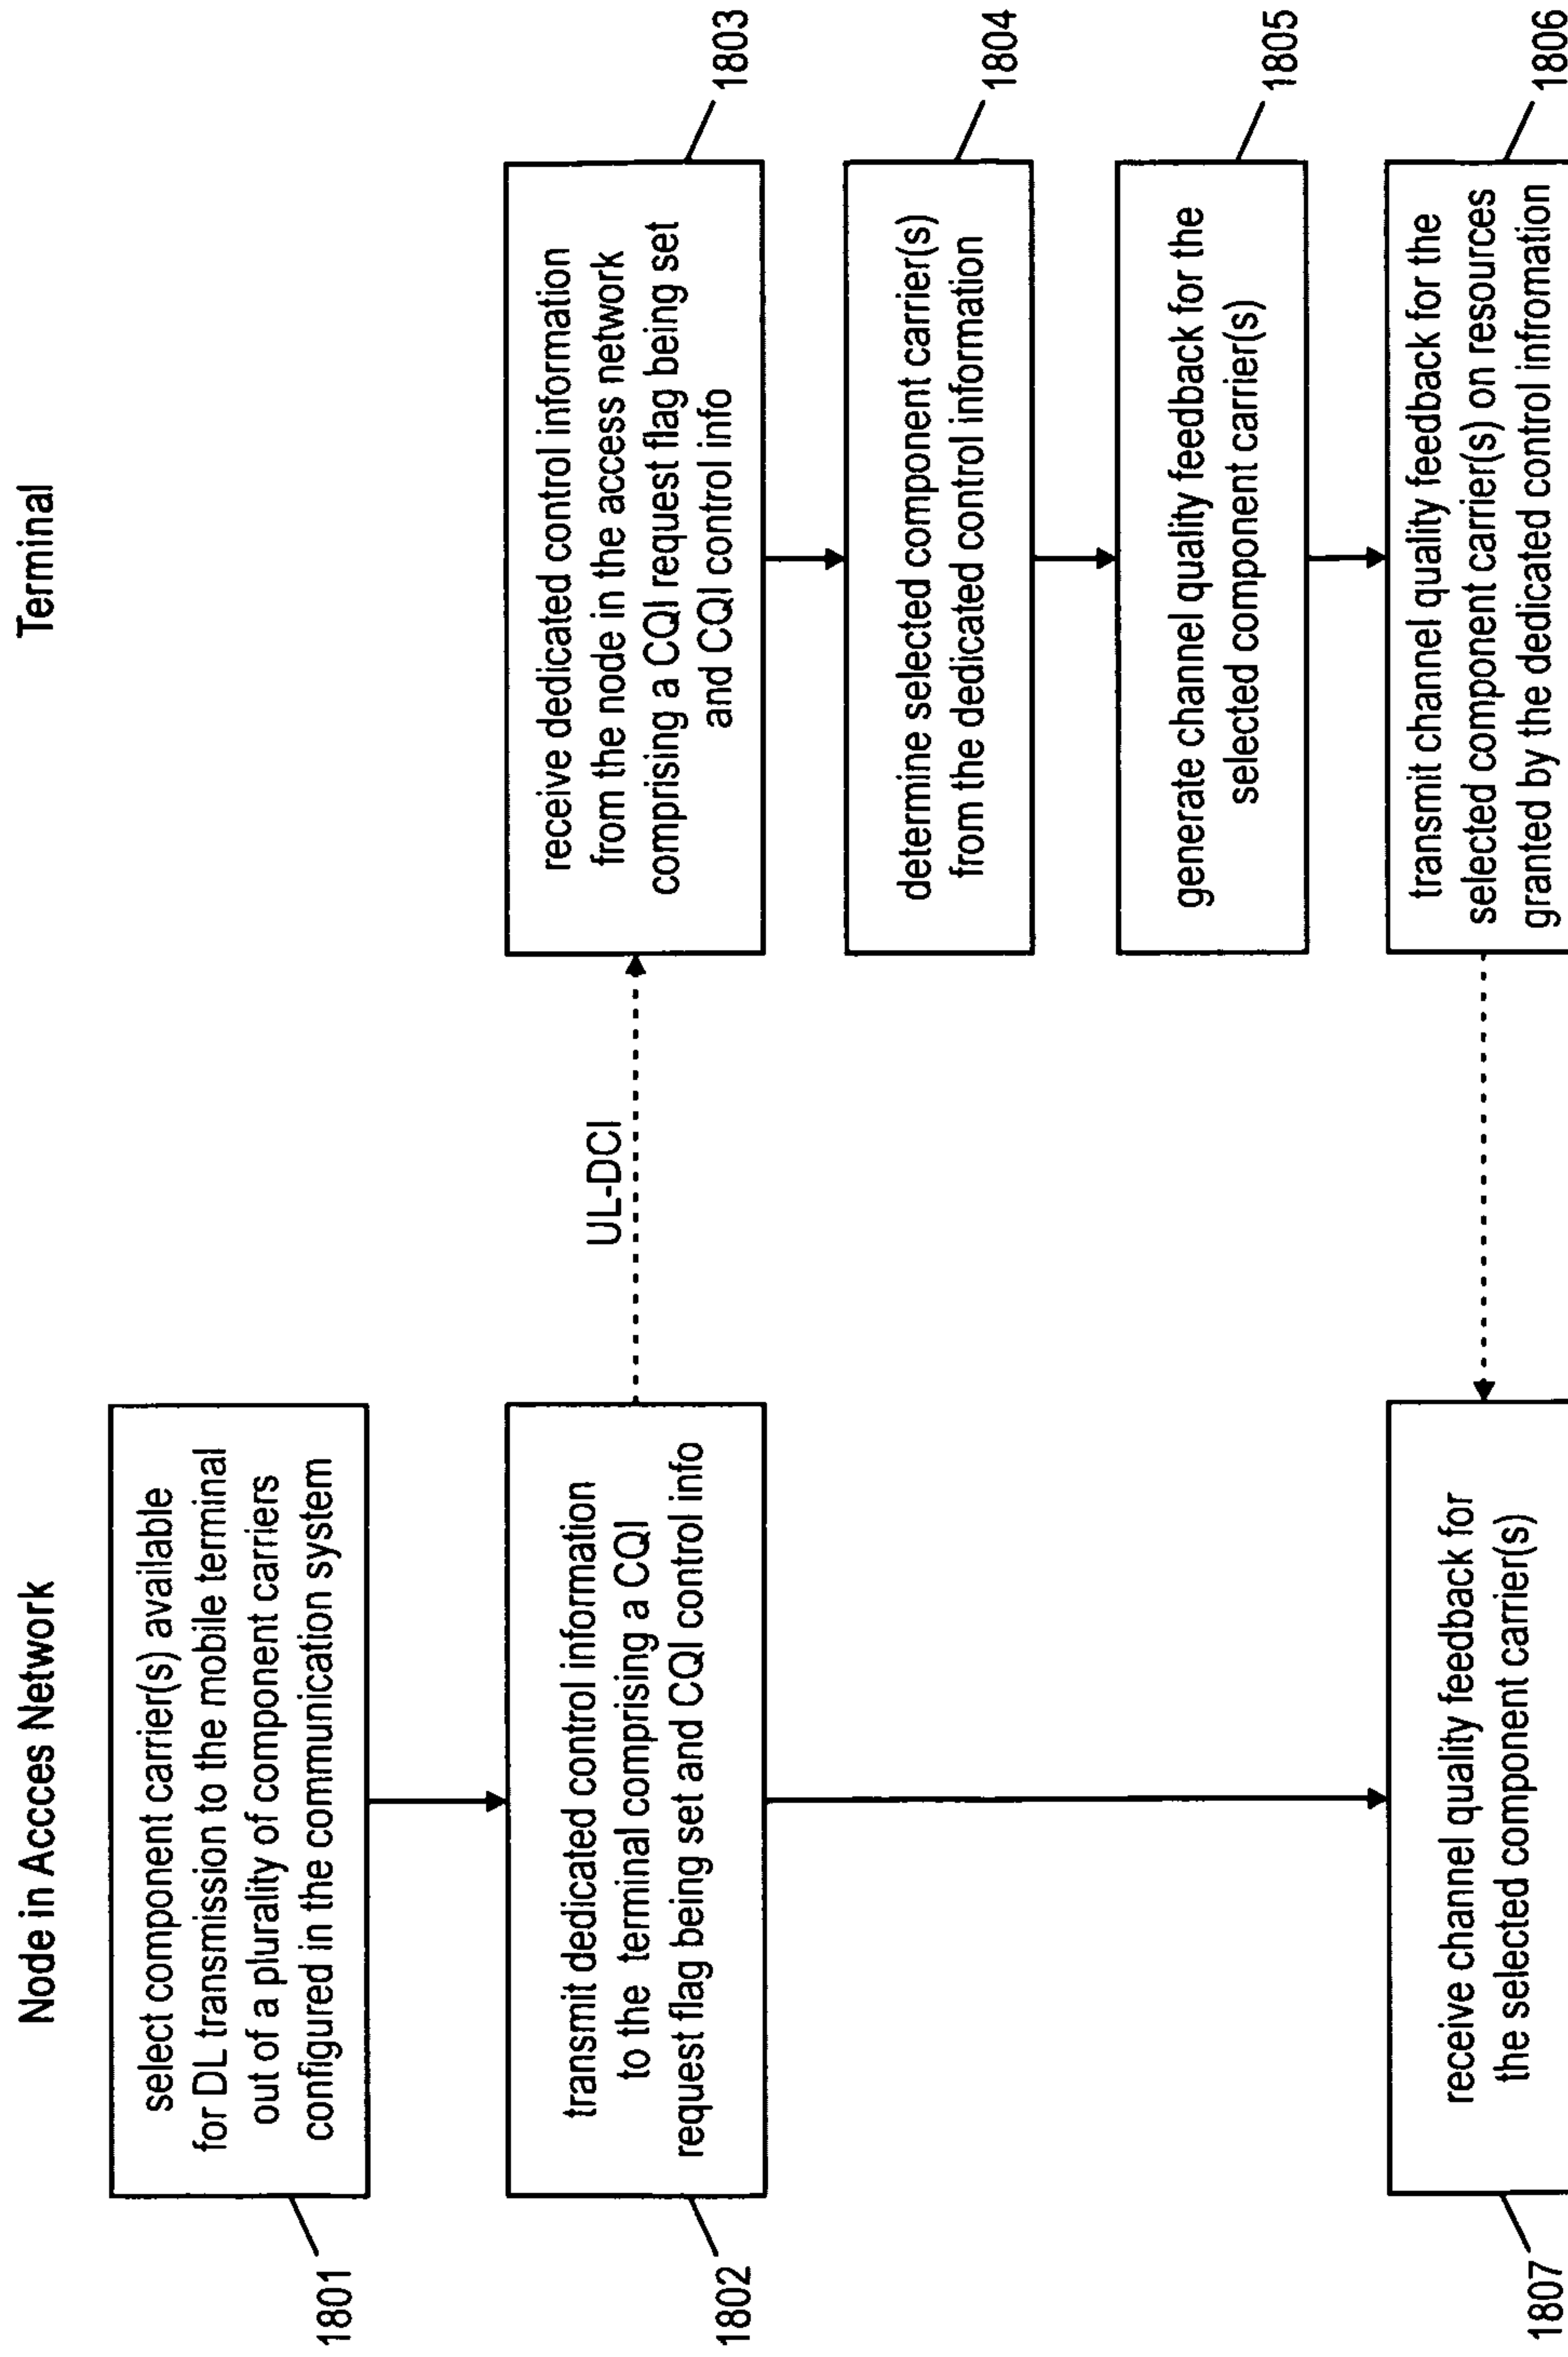 Node in Access Network
select component carrier(s) available
for DL transmission to the mobile terminal
out of a plurality of component carriers
configured in the communication system
1801
transmit dedicated control information
to the terminal comprising a CQI
request flag being set and CQI control info
1802
UL-DCI
Terminal
receive dedicated control information
from the node in the access network
comprising a CQI request flag being set
and CQI control info
1803
determine selected component carrier(s)
from the dedicated control information
1804
generate channel quality feedback for the
selected component carrier(s)
1805
transmit channel quality feedback for the
selected component carrier(s) on resources
granted by the dedicated control infromation
1806
receive channel quality feedback for
the selected component carrier(s)
1807